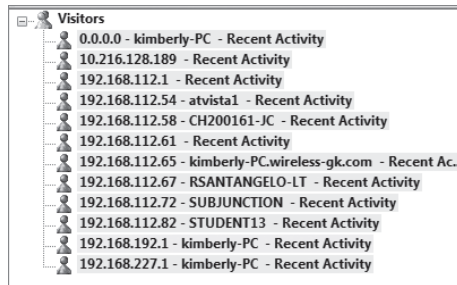 Visitors
0.0.0.0 - kimberly-PC - Recent Activity
10.216.128.189 - Recent Activity
192.168.112.1 - Recent Activity
192.168.112.54 - atvista1 - Recent Activity
192.168.112.58 - CH200161-JC - Recent Activity
192.168.112.61 - Recent Activity
192.168.112.65 - kimberly-PC.wireless-gk.com - Recent Ac..
192.168.112.67 - RSANTANGELO-LT - Recent Activity
192.168.112.72 - SUBJUNCTION - Recent Activity
192.168.112.82 - STUDENT13 - Recent Activity
192.168.192.1 - kimberly-PC - Recent Activity
192.168.227.1 - kimberly-PC - Recent Activity